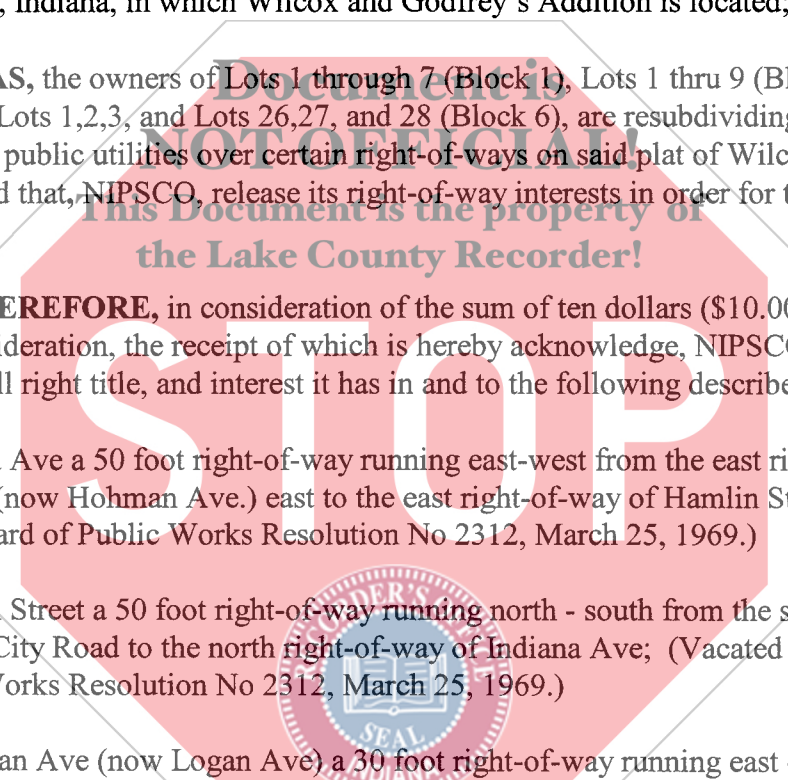 , Indiana, in which Wilcox and Godfrey's Addition is located;
AS, the owners of Lots 1 through 7 (Block 1), Lots 1 thru 9 (Bl
Document is
Lots 1,2,3, and Lots 26,27, and 28 (Block 6), are resubdividing
NOT OFFICIAL!
public utilities over certain right-of-ways on said plat of Wilc
d that, NIPSCO, release its right-of-way interests in order for t
This Document is the property of
the Lake County Recorder!
EREFORE, in consideration of the sum of ten dollars ($10.00
ideration, the receipt of which is hereby acknowledge, NIPSCO
ll right title, and interest it has in and to the following describe
STOP
Ave a 50 foot right-of-way running east-west from the east ri
(now Hohman Ave.) east to the east right-of-way of Hamlin St
ard of Public Works Resolution No 2312, March 25, 1969.)
Street a 50 foot right-of-way running north - south from the s
City Road to the north right-of-way of Indiana Ave; (Vacated
Works Resolution No 2312, March 25, 1969.)
SEAL
an Ave (now Logan Ave) a 30 foot right-of-way running east
INDIANA